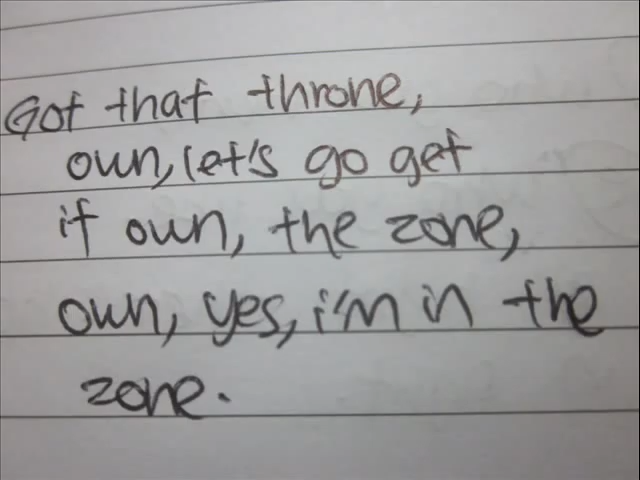 Got that throne,
own, let's go get
it own, the zone,
own, yes, i'm in the
zone.